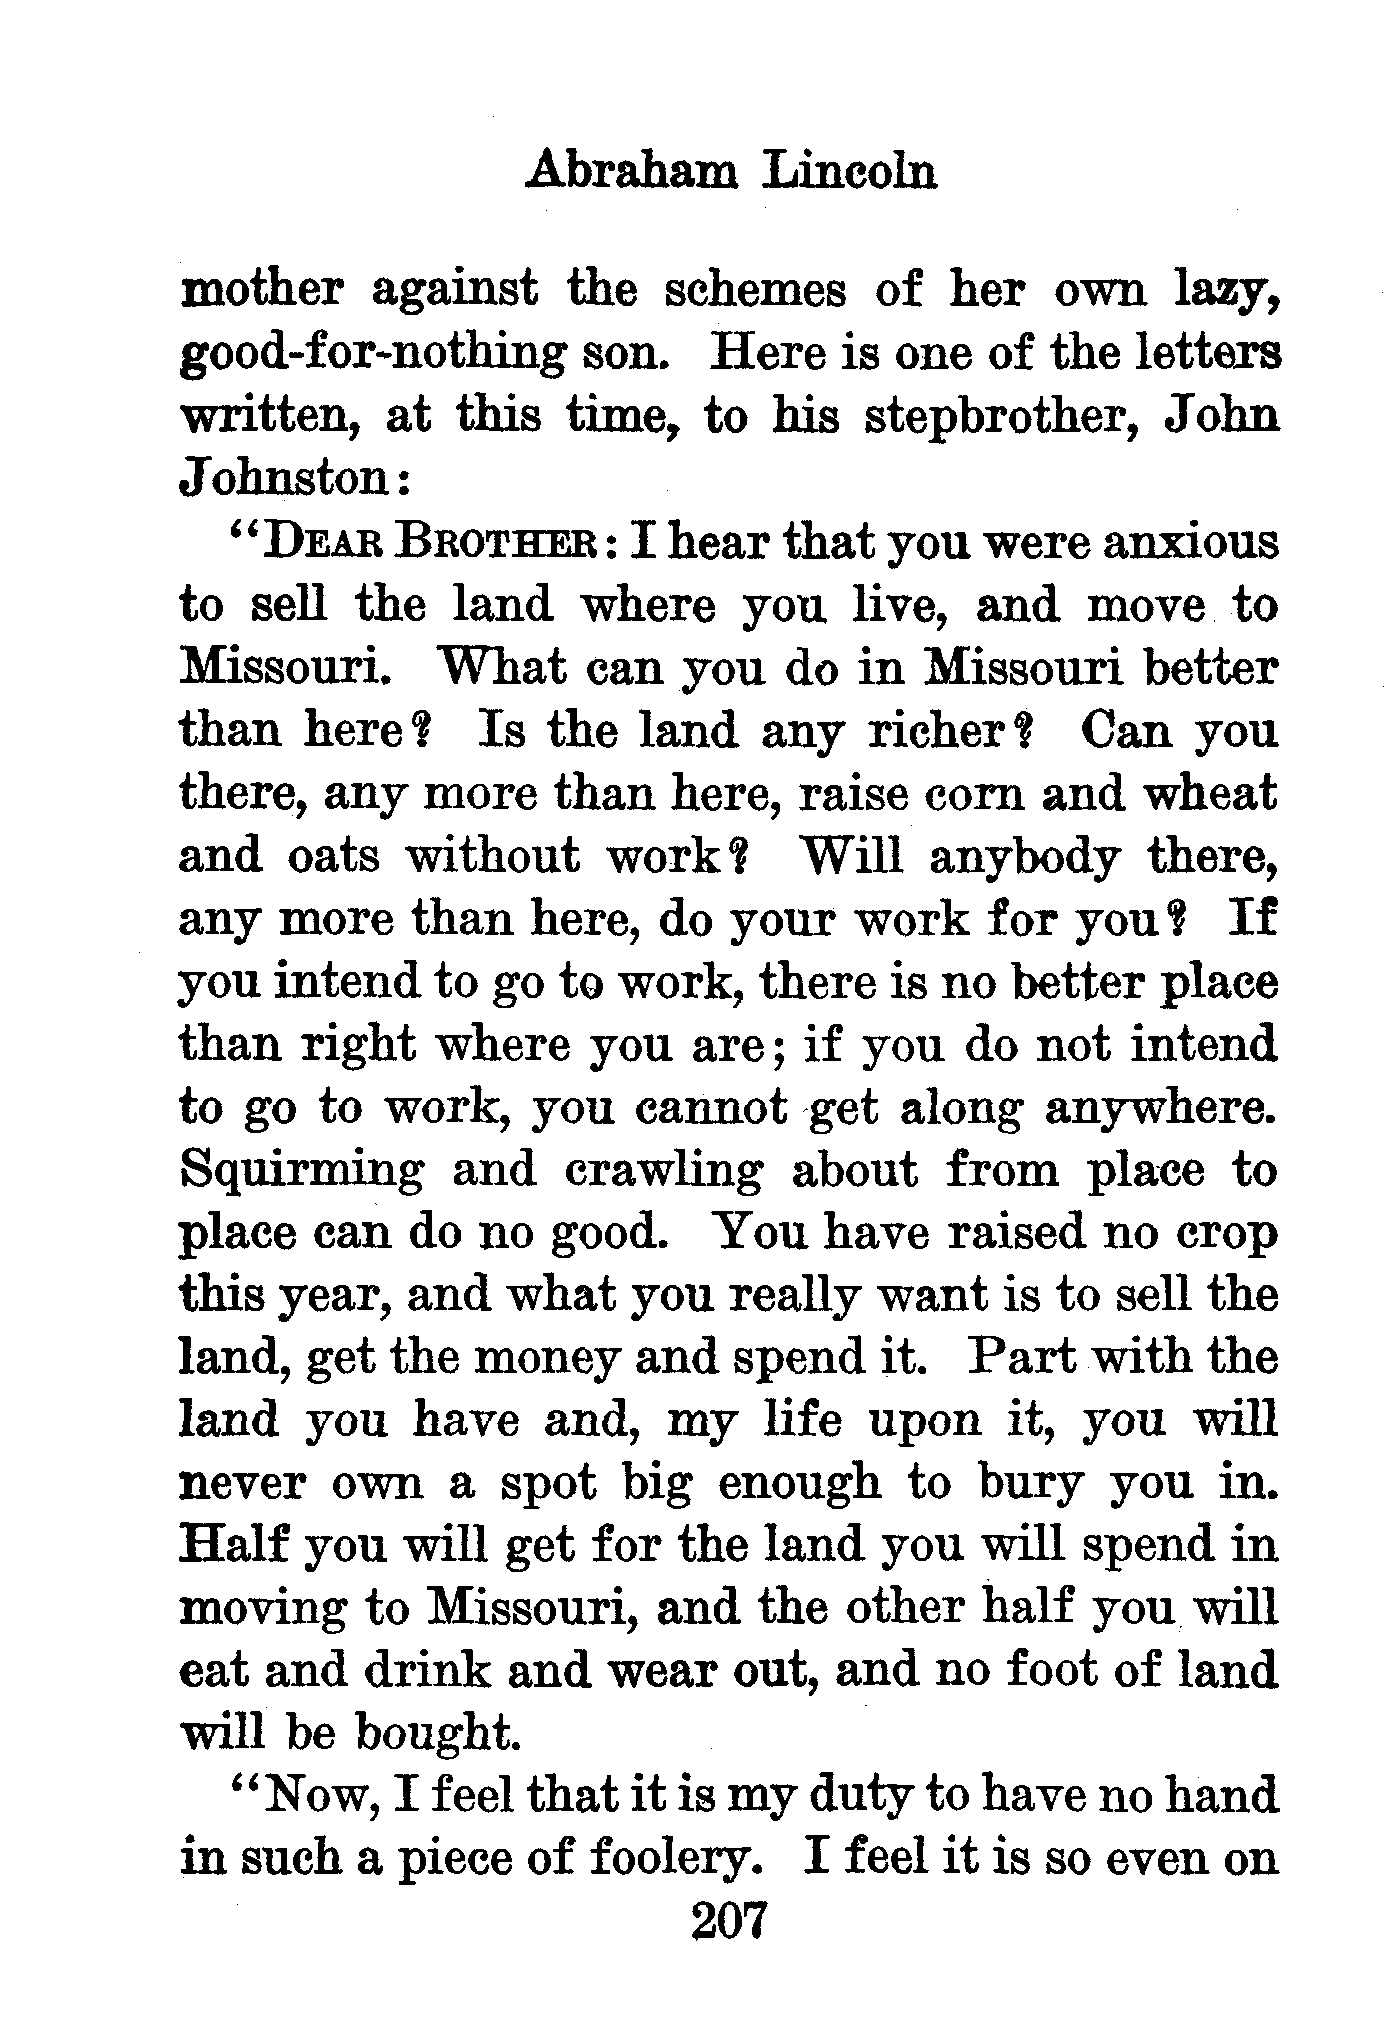 Abraham Lincoln
mother against the schemes of her own lazy,
good-for-nothing son. Here is one of the letters
written, at this time, to his stepbrother, John
Johnston:
"DEAR BROTHER: I hear that you were anxious
to sell the land where you live, and move to
Missouri. What can you do in Missouri better
than here? Is the land any richer? Can you
there, any more than here, raise corn and wheat
and oats without work? Will anybody there,
any more than here, do your work for you? If
you intend to go to work, there is no better place
than right where you are; if you do not intend
to go to work, you cannot get along anywhere.
Squirming and crawling about from place to
place can do no good. You have raised no crop
this year, and what you really want is to sell the
land, get the money and spend it. Part with the
land you have and, my life upon it, you will
never own a spot big enough to bury you in.
Half you will get for the land you will spend in
moving to Missouri, and the other half you will
eat and drink and wear out, and no foot of land
will be bought.
"Now, I feel that it is my duty to have no hand
in such a piece of foolery. I feel it is so even on
207